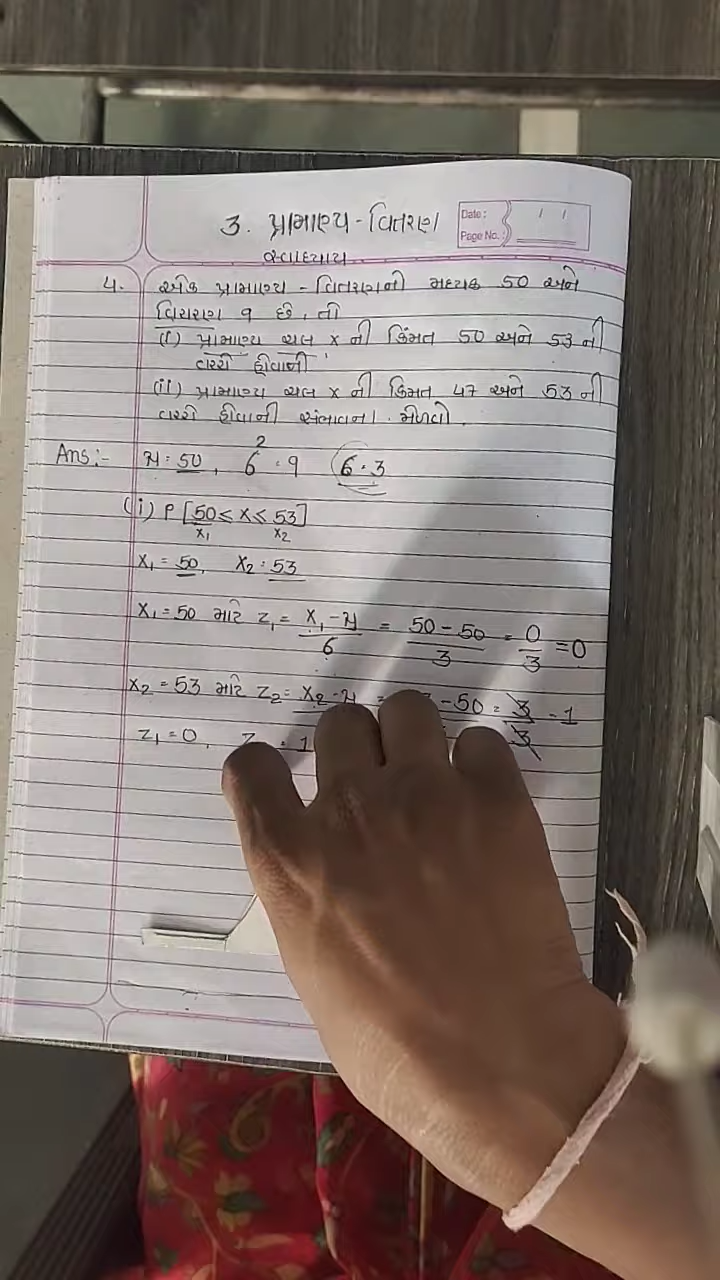 3. પ્રામાણ્ય-વિતરણ
Date : / /
Page No. :
સ્વાધ્યાય
4. એક પ્રામાણ્ય - વિતરણની મધ્યક 50 અને
વિચરણ 9 છે, તો
(i) પ્રામાણ્ય ચલ x ની કિંમત 50 અને 53 ની
વચ્ચે હોવાની
(ii) પ્રામાણ્ય ચલ x ની કિંમત 47 અને 53 ની
વચ્ચે હોવાની સંભાવના મેળવો.
Ans:- μ = 50, σ² = 9 σ = 3
(i) P [50 ≤ x ≤ 53]
x₁ x₂
x₁ = 50, x₂ = 53
x₁ = 50 માટે z₁ = x₁-μ/σ = 50-50/3 = 0/3 = 0
x₂ = 53 માટે z₂ = x₂-μ = -50 = 3/3 = 1
z₁ = 0, z = 1